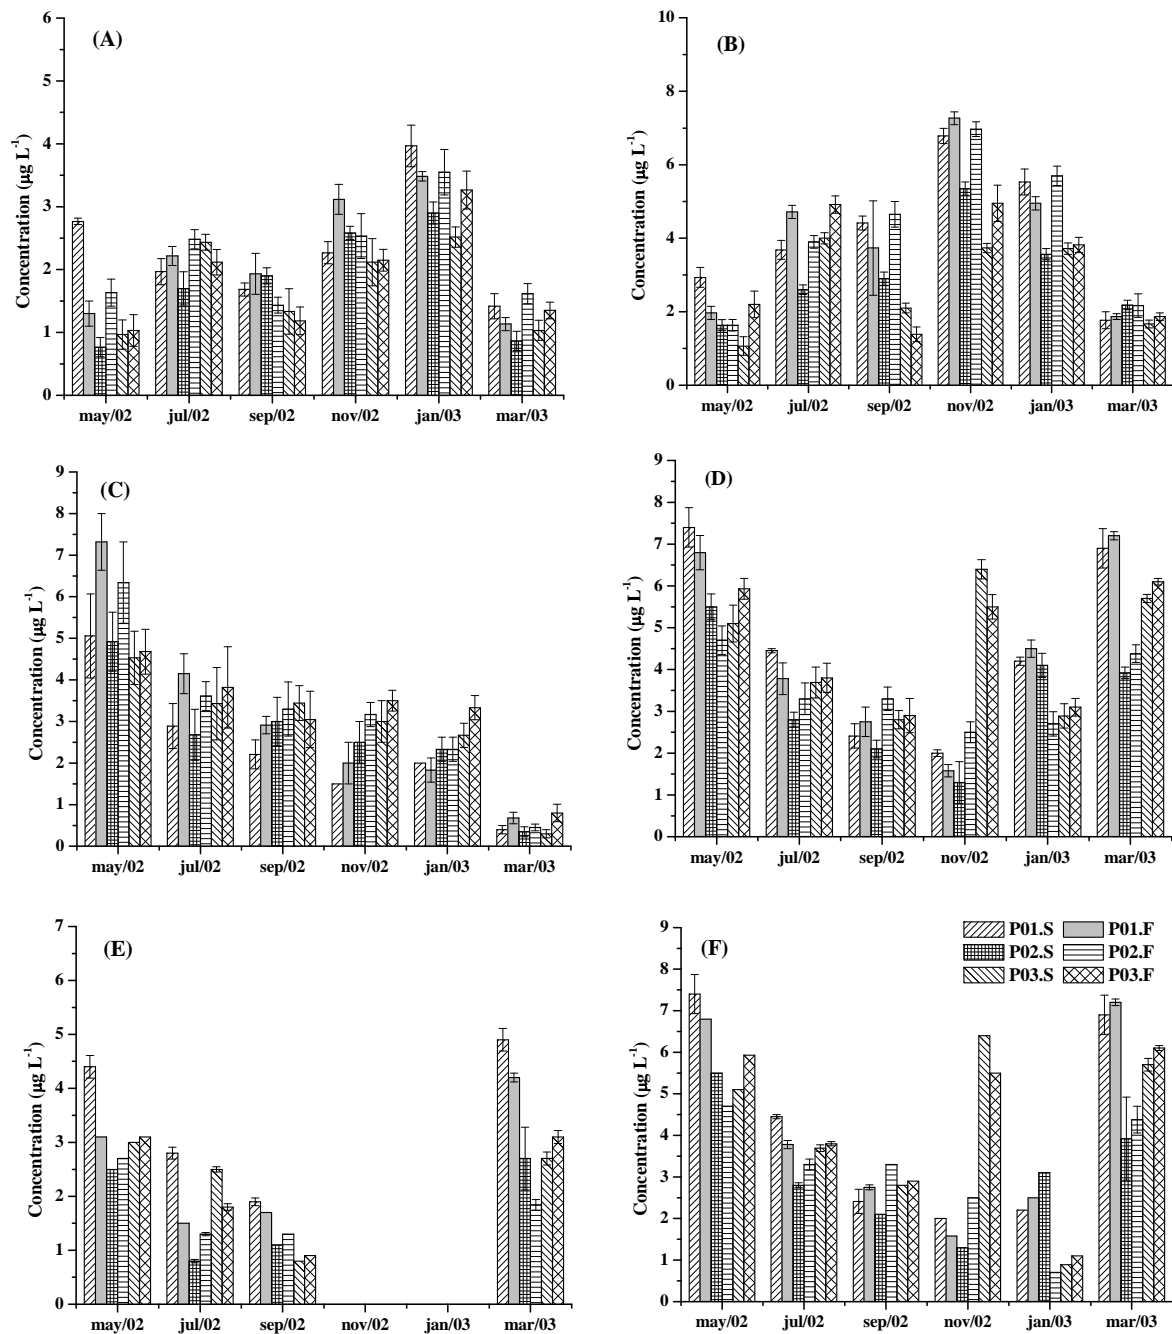 (A)
Concentration (µg L⁻¹)
6
5
4
3
2
1
0
may/02 jul/02 sep/02 nov/02 jan/03 mar/03
(B)
Concentration (µg L⁻¹)
10
8
6
4
2
0
may/02 jul/02 sep/02 nov/02 jan/03 mar/03
(C)
Concentration (µg L⁻¹)
9
8
7
6
5
4
3
2
1
0
may/02 jul/02 sep/02 nov/02 jan/03 mar/03
(D)
Concentration (µg L⁻¹)
9
8
7
6
5
4
3
2
1
0
may/02 jul/02 sep/02 nov/02 jan/03 mar/03
(E)
Concentration (µg L⁻¹)
7
6
5
4
3
2
1
0
may/02 jul/02 sep/02 nov/02 jan/03 mar/03
(F)
P01.S P01.F
P02.S P02.F
P03.S P03.F
Concentration (µg L⁻¹)
9
8
7
6
5
4
3
2
1
0
may/02 jul/02 sep/02 nov/02 jan/03 mar/03